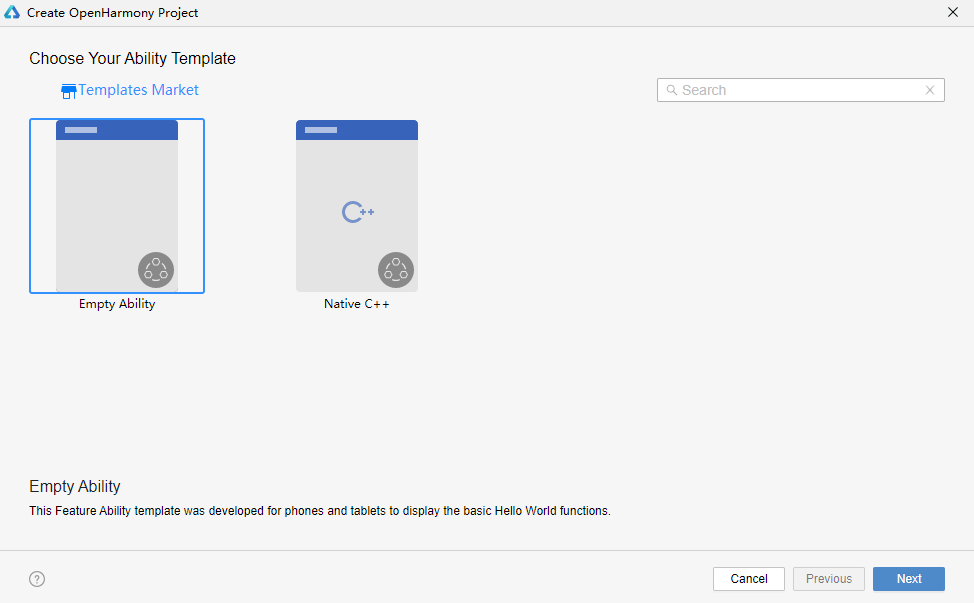 Create OpenHarmony Project
Choose Your Ability Template
Templates Market
Search
C++
Empty Ability
Native C++
Empty Ability
This Feature Ability template was developed for phones and tablets to display the basic Hello World functions.
?
Cancel
Previous
Next